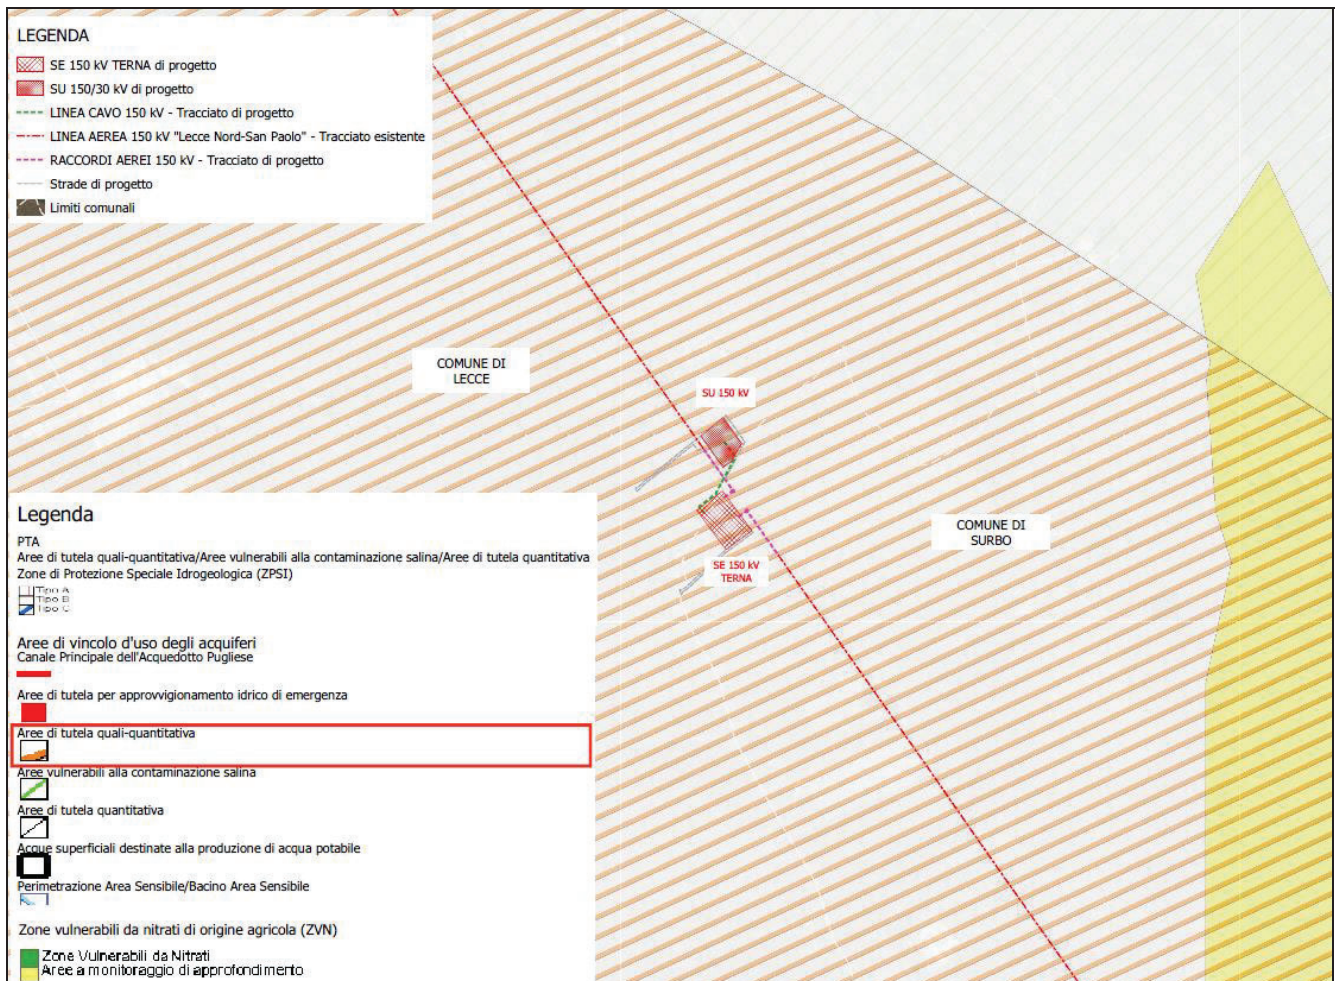 LEGENDA
SE 150 kV TERNA di progetto
SU 150/30 kV di progetto
LINEA CAVO 150 kV - Tracciato di progetto
LINEA AEREA 150 kV "Lecce Nord-San Paolo" - Tracciato esistente
RACCORDI AEREI 150 kV - Tracciato di progetto
Strade di progetto
Limiti comunali
COMUNE DI
LECCE
SU 150 kV
COMUNE DI
SURBO
SE 150 kV
TERNA
Legenda
PTA
Aree di tutela quali-quantitativa/Aree vulnerabili alla contaminazione salina/Aree di tutela quantitativa
Zone di Protezione Speciale Idrogeologica (ZPSI)
Tipo A
Tipo B
Tipo C
Aree di vincolo d'uso degli acquiferi
Canale Principale dell'Acquedotto Pugliese
Aree di tutela per approvvigionamento idrico di emergenza
Aree di tutela quali-quantitativa
Aree vulnerabili alla contaminazione salina
Aree di tutela quantitativa
Acque superficiali destinate alla produzione di acqua potabile
Perimetrazione Area Sensibile/Bacino Area Sensibile
Zone vulnerabili da nitrati di origine agricola (ZVN)
Zone Vulnerabili da Nitrati
Aree a monitoraggio di approfondimento